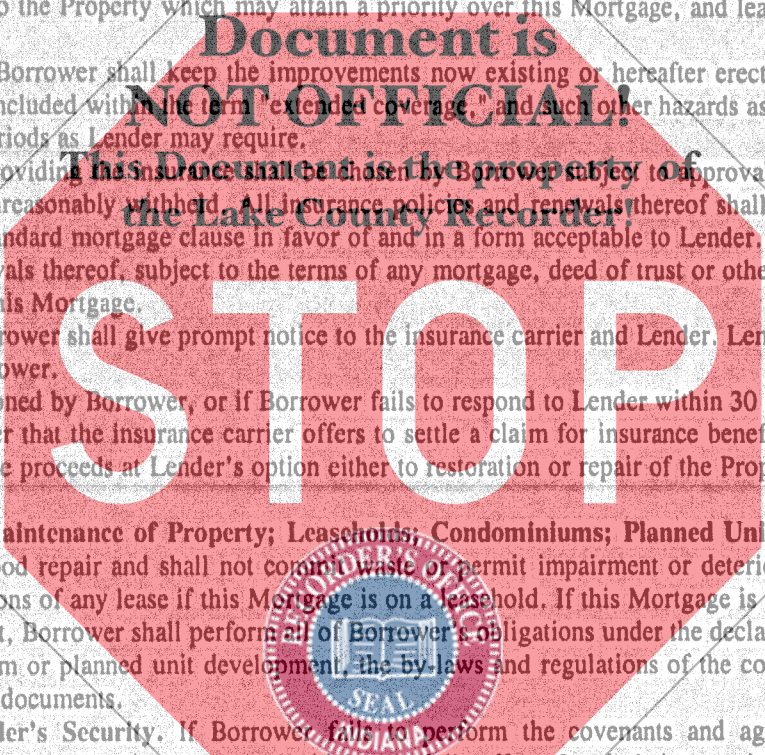 o the Property which may attain a priority over this Mortgage, and lea
Document is
Borrower shall keep the improvements now existing or hereafter erect
ncluded within the term "extended coverage," and such other hazards as
NOT OFFICIAL!
riods as Lender may require.
This Document is the property of
oviding the insurance shall be chosen by Borrower subject to approva
reasonably withheld. All insurance policies and renewals thereof shall
the Lake County Recorder!
andard mortgage clause in favor of and in a form acceptable to Lender.
vals thereof, subject to the terms of any mortgage, deed of trust or othe
his Mortgage.
rower shall give prompt notice to the insurance carrier and Lender. Len
ower.
STOP
oned by Borrower, or if Borrower fails to respond to Lender within 30
er that the insurance carrier offers to settle a claim for insurance benef
e proceeds at Lender's option either to restoration or repair of the Prop
aintenance of Property; Leaseholds; Condominiums; Planned Uni
ood repair and shall not commit waste or permit impairment or deterio
ons of any lease if this Mortgage is on a leasehold. If this Mortgage is
t, Borrower shall perform all of Borrower's obligations under the decla
m or planned unit development, the by-laws and regulations of the co
documents.
der's Security. If Borrower fails to perform the covenants and ag
RECORDER'S OFFIC
SEAL
INDIANA